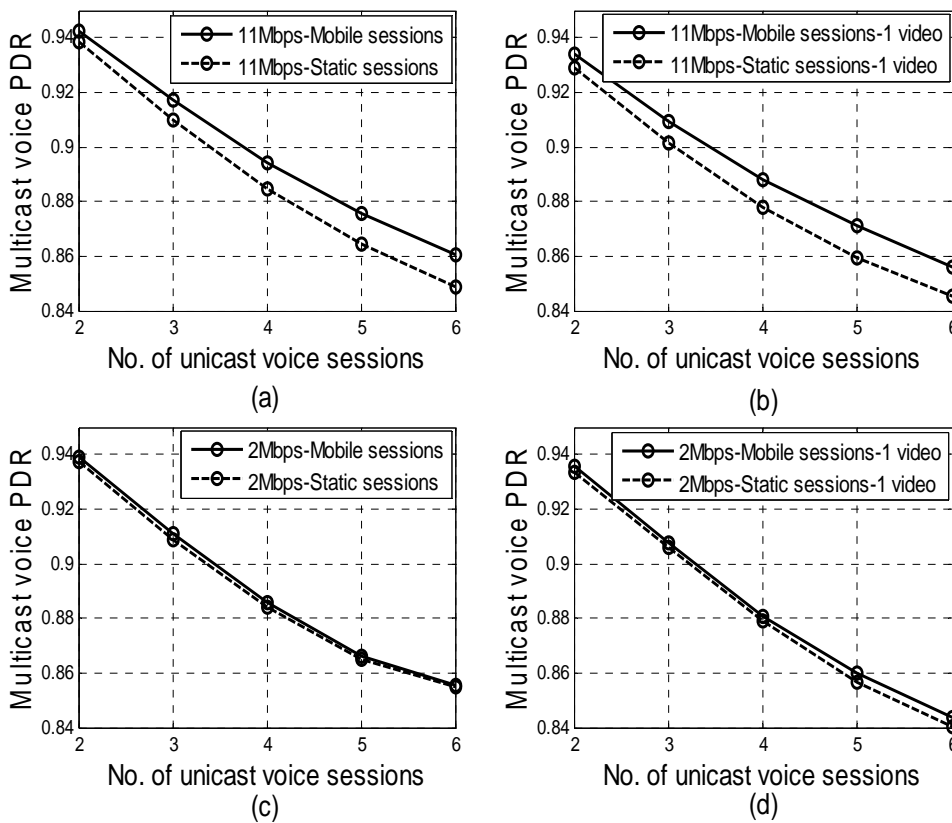 Multicast voice PDR
0.94
0.92
0.9
0.88
0.86
0.84
11Mbps-Mobile sessions
11Mbps-Static sessions
2 3 4 5 6
No. of unicast voice sessions
(a)
Multicast voice PDR
0.94
0.92
0.9
0.88
0.86
0.84
11Mbps-Mobile sessions-1 video
11Mbps-Static sessions-1 video
2 3 4 5 6
No. of unicast voice sessions
(b)
Multicast voice PDR
0.94
0.92
0.9
0.88
0.86
0.84
2Mbps-Mobile sessions
2Mbps-Static sessions
2 3 4 5 6
No. of unicast voice sessions
(c)
Multicast voice PDR
0.94
0.92
0.9
0.88
0.86
0.84
2Mbps-Mobile sessions-1 video
2Mbps-Static sessions-1 video
2 3 4 5 6
No. of unicast voice sessions
(d)